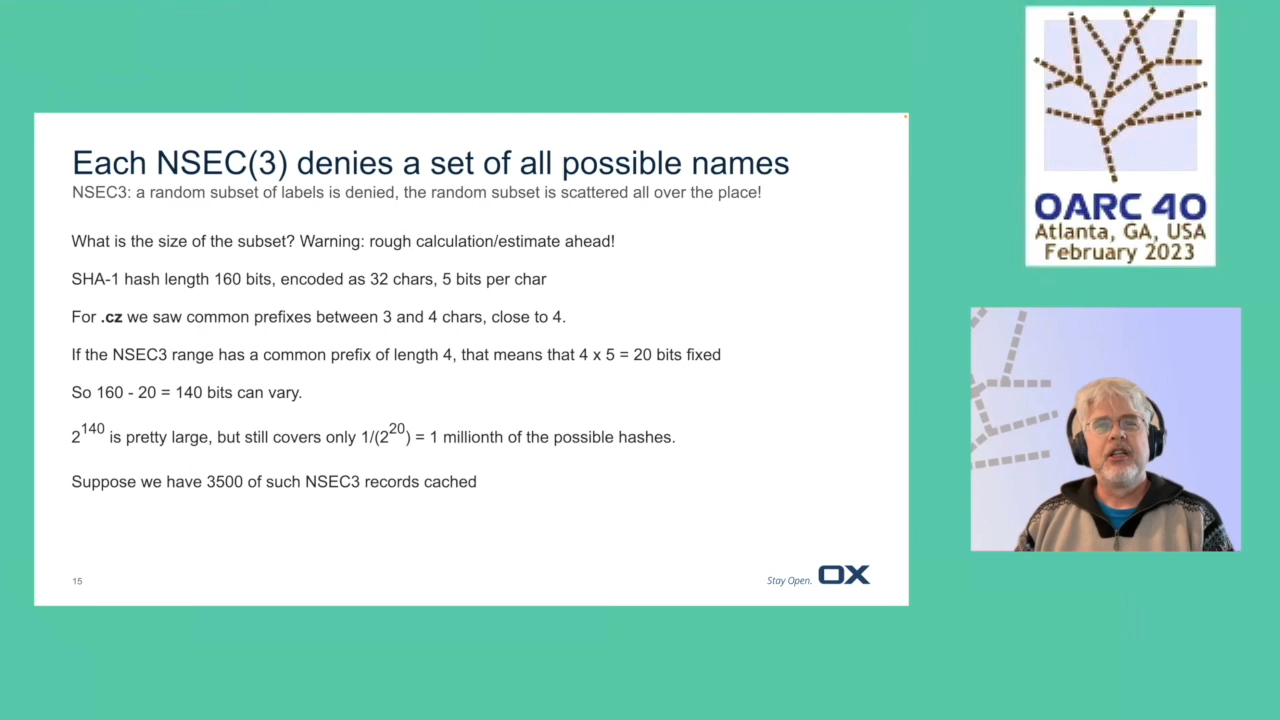 Each NSEC(3) denies a set of all possible names
NSEC3: a random subset of labels is denied, the random subset is scattered all over the place!
What is the size of the subset? Warning: rough calculation/estimate ahead!
SHA-1 hash length 160 bits, encoded as 32 chars, 5 bits per char
For .cz we saw common prefixes between 3 and 4 chars, close to 4.
If the NSEC3 range has a common prefix of length 4, that means that 4 x 5 = 20 bits fixed
So 160 - 20 = 140 bits can vary.
2^140 is pretty large, but still covers only 1/(2^20) = 1 millionth of the possible hashes.
Suppose we have 3500 of such NSEC3 records cached
15
Stay Open. OX
OARC 40
Atlanta, GA, USA
February 2023